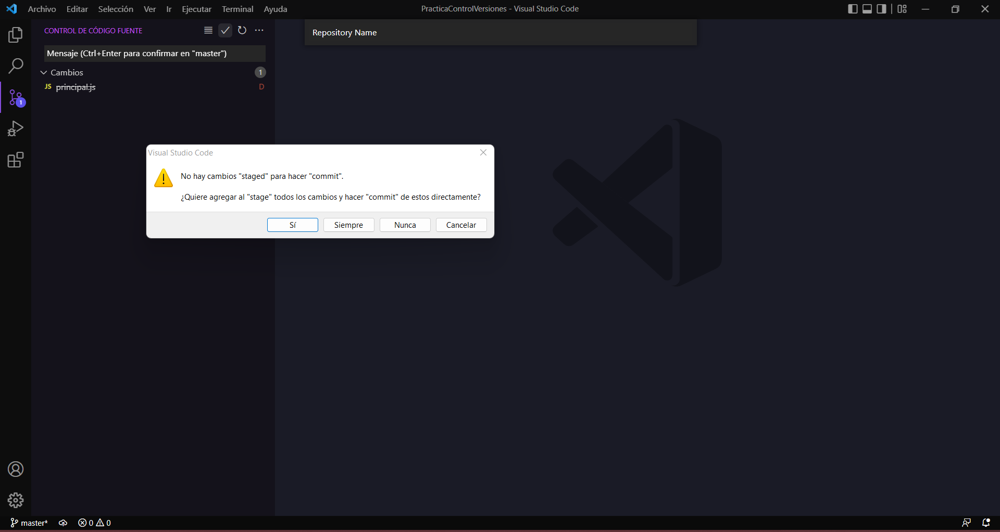 Archivo Editar Selección Ver Ir Ejecutar Terminal Ayuda
PracticaControlVersiones - Visual Studio Code
CONTROL DE CÓDIGO FUENTE
Repository Name
Mensaje (Ctrl+Enter para confirmar en "master")
Cambios 1
JS principal.js D
1
Visual Studio Code
No hay cambios "staged" para hacer "commit".
¿Quiere agregar al "stage" todos los cambios y hacer "commit" de estos directamente?
Sí Siempre Nunca Cancelar
master* 0 0